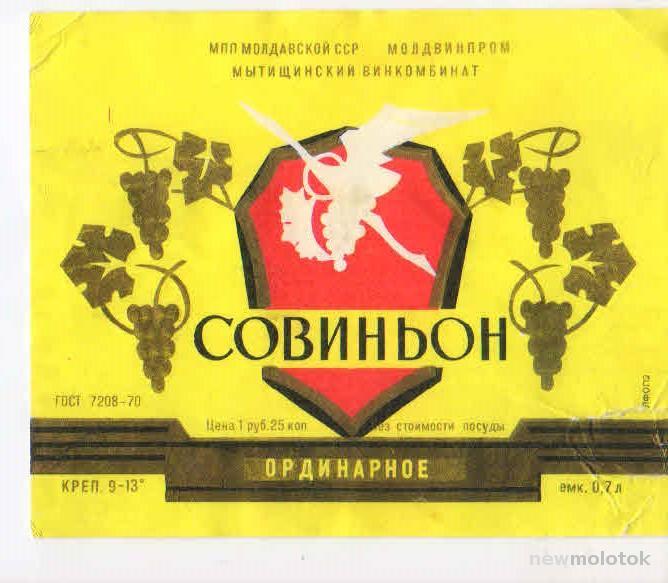 МПП МОЛДАВСКОЙ ССР МОЛДВИНПРОМ
МЫТИЩИНСКИЙ ВИНКОМБИНАТ
СОВИНЬОН
ГОСТ 7208-70
Цена 1 руб. 25 коп без стоимости посуды
ОРДИНАРНОЕ
КРЕП. 9-13°
емк. 0,7 л
newmolotok